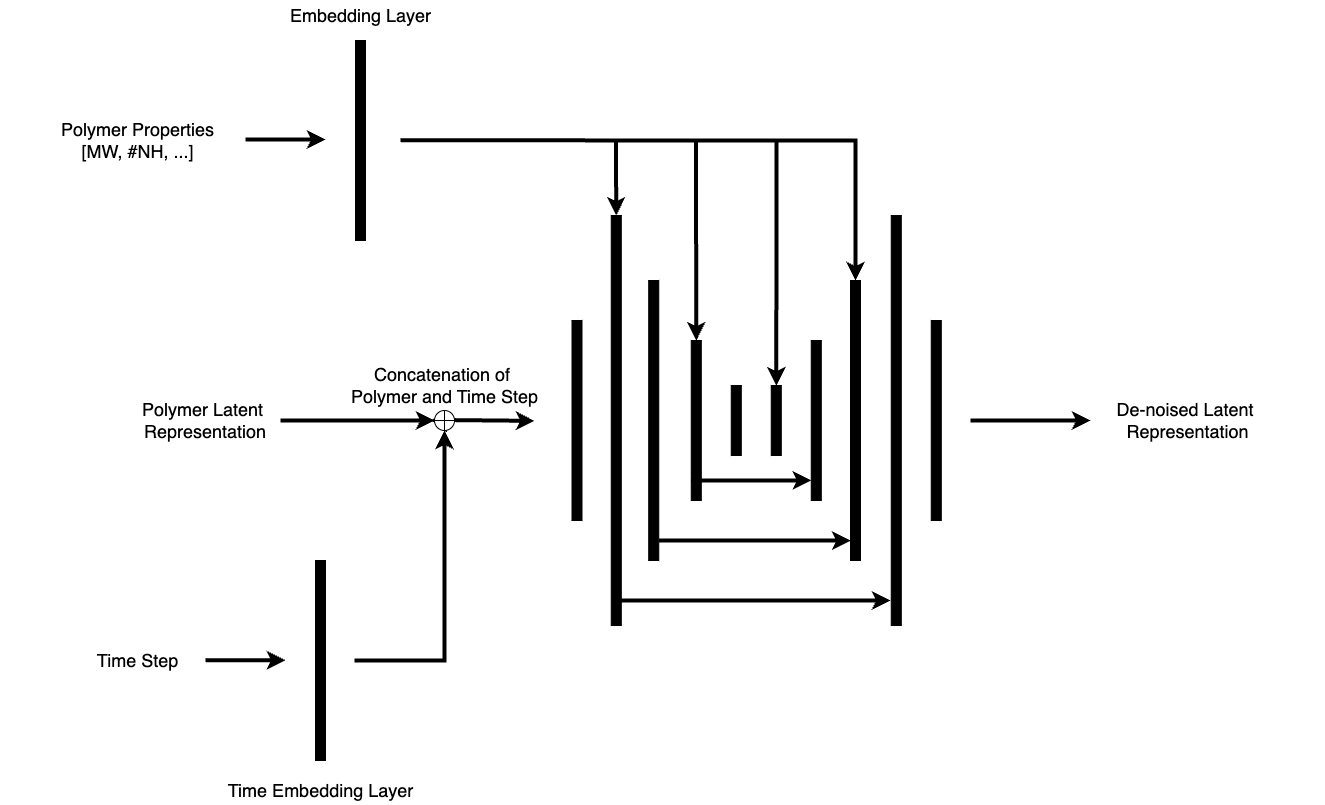 Embedding Layer
Polymer Properties
[MW, #NH, ...]
Concatenation of
Polymer and Time Step
Polymer Latent
Representation
De-noised Latent
Representation
Time Step
Time Embedding Layer